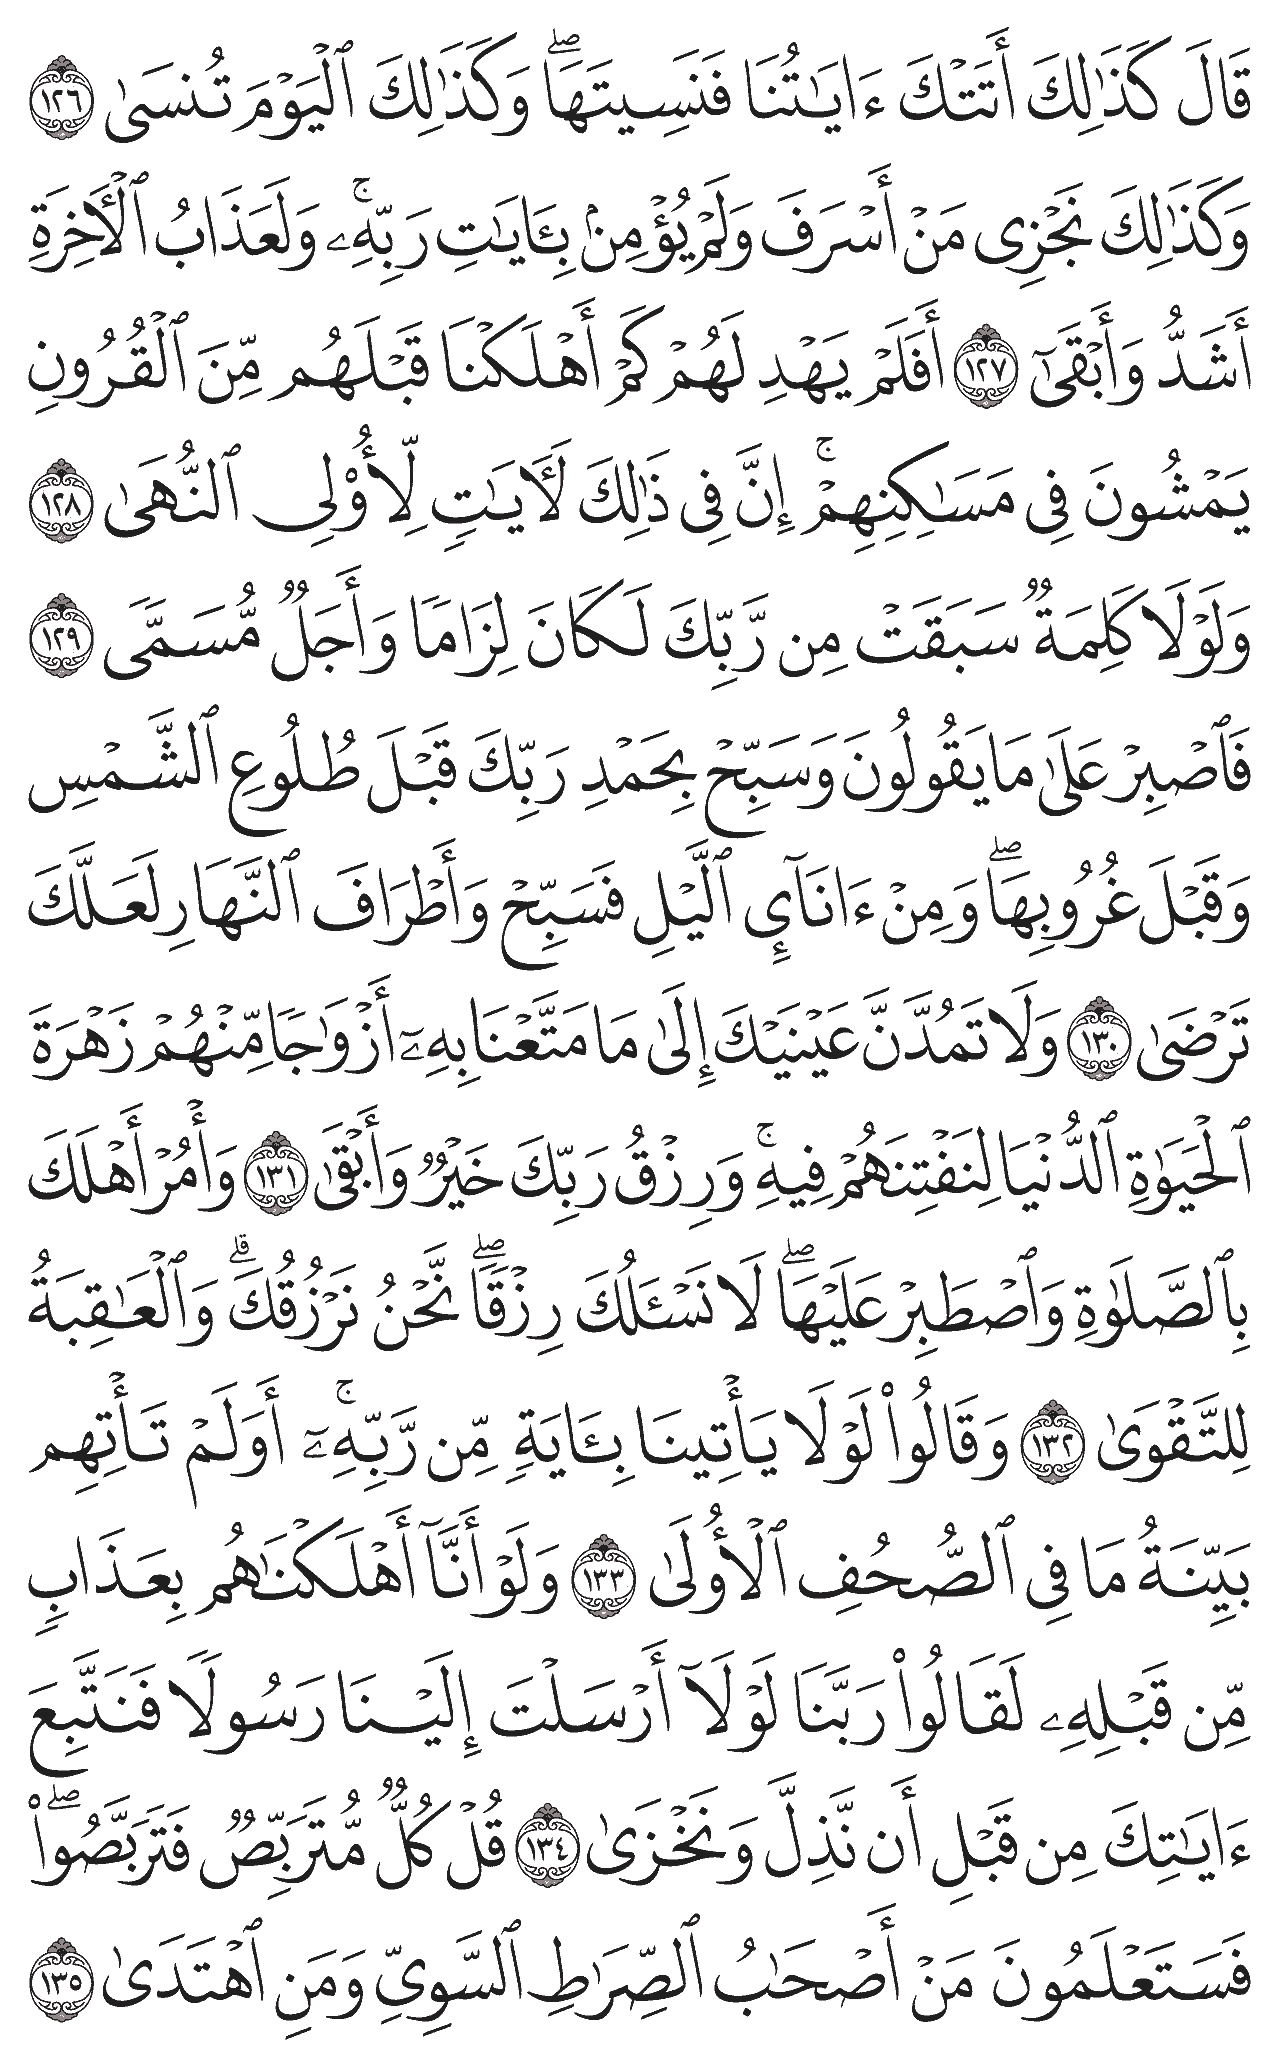 قَالَ كَذَٰلِكَ أَتَتۡكَ ءَايَٰتُنَا فَنَسِيتَهَاۖ وَكَذَٰلِكَ ٱلۡيَوۡمَ تُنسَىٰ ١٢٦
وَكَذَٰلِكَ نَجۡزِي مَنۡ أَسۡرَفَ وَلَمۡ يُؤۡمِنۢ بِـَٔايَٰتِ رَبِّهِۦۚ وَلَعَذَابُ ٱلۡأٓخِرَةِ
أَشَدُّ وَأَبۡقَىٰٓ ١٢٧ أَفَلَمۡ يَهۡدِ لَهُمۡ كَمۡ أَهۡلَكۡنَا قَبۡلَهُم مِّنَ ٱلۡقُرُونِ
يَمۡشُونَ فِي مَسَٰكِنِهِمۡۚ إِنَّ فِي ذَٰلِكَ لَأٓيَٰتٖ لِّأُوْلِي ٱلنُّهَىٰ ١٢٨
وَلَوۡلَا كَلِمَةٞ سَبَقَتۡ مِن رَّبِّكَ لَكَانَ لِزَامٗا وَأَجَلٞ مُّسَمّٗى ١٢٩
فَٱصۡبِرۡ عَلَىٰ مَا يَقُولُونَ وَسَبِّحۡ بِحَمۡدِ رَبِّكَ قَبۡلَ طُلُوعِ ٱلشَّمۡسِ
وَقَبۡلَ غُرُوبِهَاۖ وَمِنۡ ءَانَآيِٕ ٱلَّيۡلِ فَسَبِّحۡ وَأَطۡرَافَ ٱلنَّهَارِ لَعَلَّكَ
تَرۡضَىٰ ١٣٠ وَلَا تَمُدَّنَّ عَيۡنَيۡكَ إِلَىٰ مَا مَتَّعۡنَا بِهِۦٓ أَزۡوَٰجٗا مِّنۡهُمۡ زَهۡرَةَ
ٱلۡحَيَوٰةِ ٱلدُّنۡيَا لِنَفۡتِنَهُمۡ فِيهِۚ وَرِزۡقُ رَبِّكَ خَيۡرٞ وَأَبۡقَىٰ ١٣١ وَأۡمُرۡ أَهۡلَكَ
بِٱلصَّلَوٰةِ وَٱصۡطَبِرۡ عَلَيۡهَاۖ لَا نَسۡـَٔلُكَ رِزۡقٗاۖ نَّحۡنُ نَرۡزُقُكَۗ وَٱلۡعَٰقِبَةُ
لِلتَّقۡوَىٰ ١٣٢ وَقَالُواْ لَوۡلَا يَأۡتِينَا بِـَٔايَةٖ مِّن رَّبِّهِۦٓۚ أَوَلَمۡ تَأۡتِهِم
بَيِّنَةُ مَا فِي ٱلصُّحُفِ ٱلۡأُولَىٰ ١٣٣ وَلَوۡ أَنَّآ أَهۡلَكۡنَٰهُم بِعَذَابٖ
مِّن قَبۡلِهِۦ لَقَالُواْ رَبَّنَا لَوۡلَآ أَرۡسَلۡتَ إِلَيۡنَا رَسُولٗا فَنَتَّبِعَ
ءَايَٰتِكَ مِن قَبۡلِ أَن نَّذِلَّ وَنَخۡزَىٰ ١٣٤ قُلۡ كُلّٞ مُّتَرَبِّصٞ فَتَرَبَّصُواْۖ
فَسَتَعۡلَمُونَ مَنۡ أَصۡحَٰبُ ٱلصِّرَٰطِ ٱلسَّوِيِّ وَمَنِ ٱهۡتَدَىٰ ١٣٥